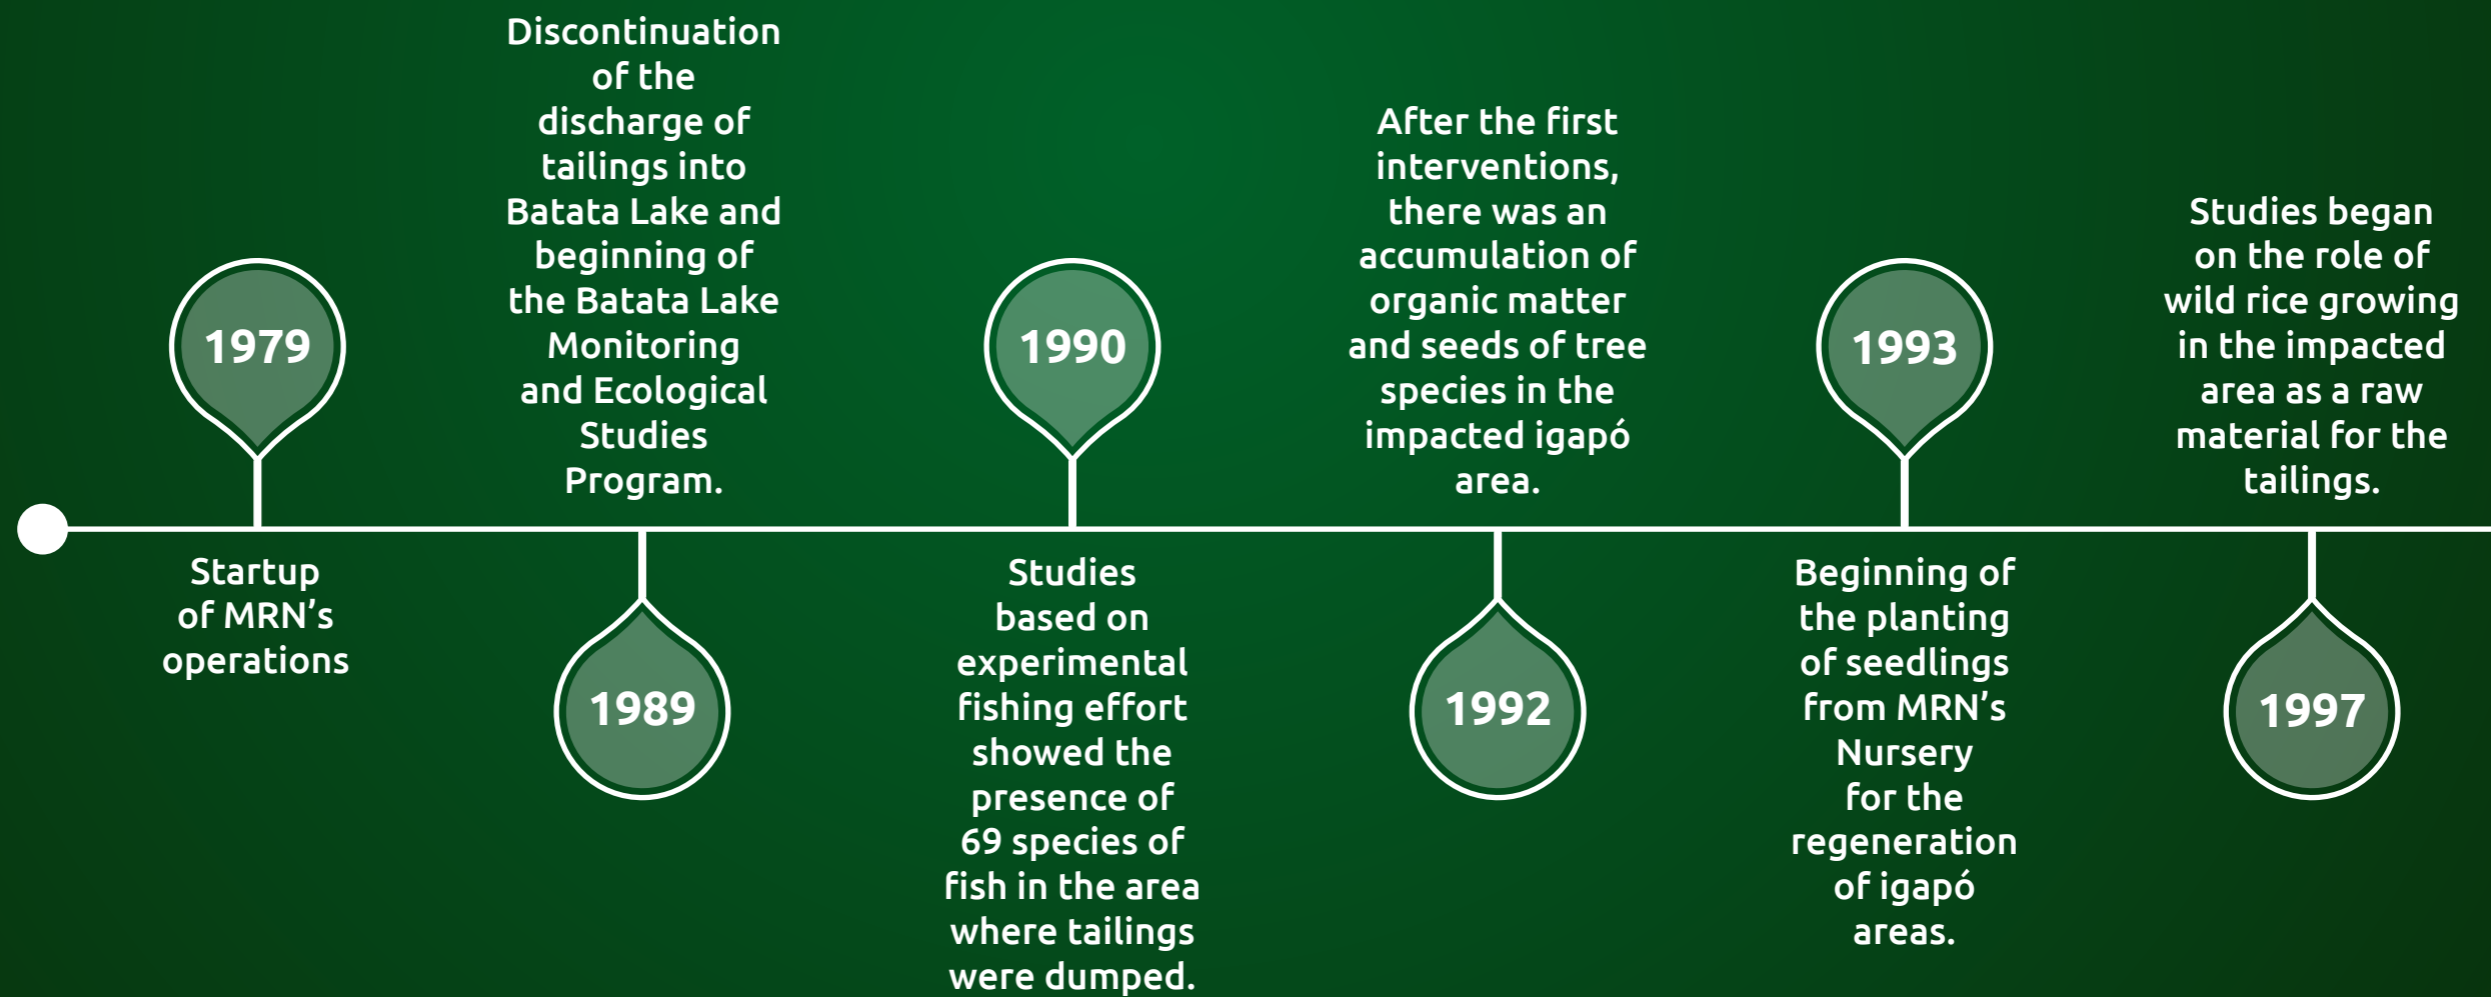 1979
Startup
of MRN’s
operations
Discontinuation
of the
discharge of
tailings into
Batata Lake and
beginning of
the Batata Lake
Monitoring
and Ecological
Studies
Program.
1989
1990
Studies
based on
experimental
fishing effort
showed the
presence of
69 species of
fish in the area
where tailings
were dumped.
After the first
interventions,
there was an
accumulation of
organic matter
and seeds of tree
species in the
impacted igapó
area.
1992
1993
Beginning of
the planting
of seedlings
from MRN’s
Nursery
for the
regeneration
of igapó
areas.
Studies began
on the role of
wild rice growing
in the impacted
area as a raw
material for the
tailings.
1997